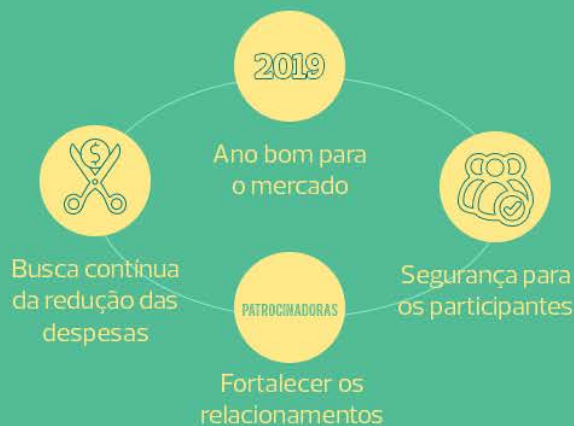 2019
Ano bom para
o mercado
$
Busca contínua
da redução das
despesas
Segurança para
os participantes
PATROCINADORAS
Fortalecer os
relacionamentos